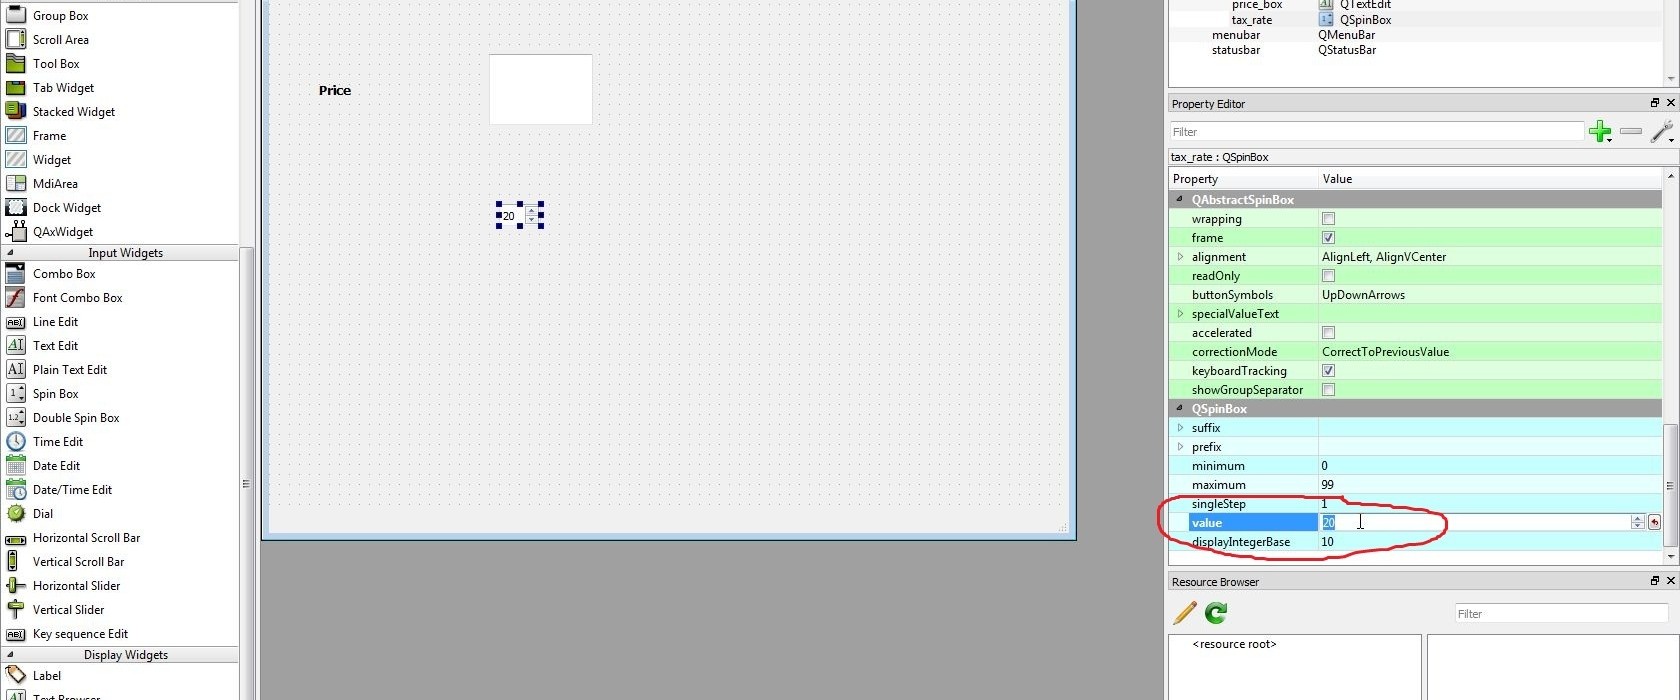 Group Box
Scroll Area
Tool Box
Tab Widget
Stacked Widget
Frame
Widget
MdiArea
Dock Widget
QAxWidget
Input Widgets
Combo Box
Font Combo Box
Line Edit
Text Edit
Plain Text Edit
Spin Box
Double Spin Box
Time Edit
Date Edit
Date/Time Edit
Dial
Horizontal Scroll Bar
Vertical Scroll Bar
Horizontal Slider
Vertical Slider
Key sequence Edit
Display Widgets
Label
Text Browser
Price
20
price_box QTextEdit
tax_rate QSpinBox
menubar QMenuBar
statusbar QStatusBar
Property Editor
Filter
tax_rate : QSpinBox
Property Value
QAbstractSpinBox
wrapping
frame
alignment AlignLeft, AlignVCenter
readOnly
buttonSymbols UpDownArrows
specialValueText
accelerated
correctionMode CorrectToPreviousValue
keyboardTracking
showGroupSeparator
QSpinBox
suffix
prefix
minimum 0
maximum 99
singleStep 1
value 20
displayIntegerBase 10
Resource Browser
Filter
<resource root>